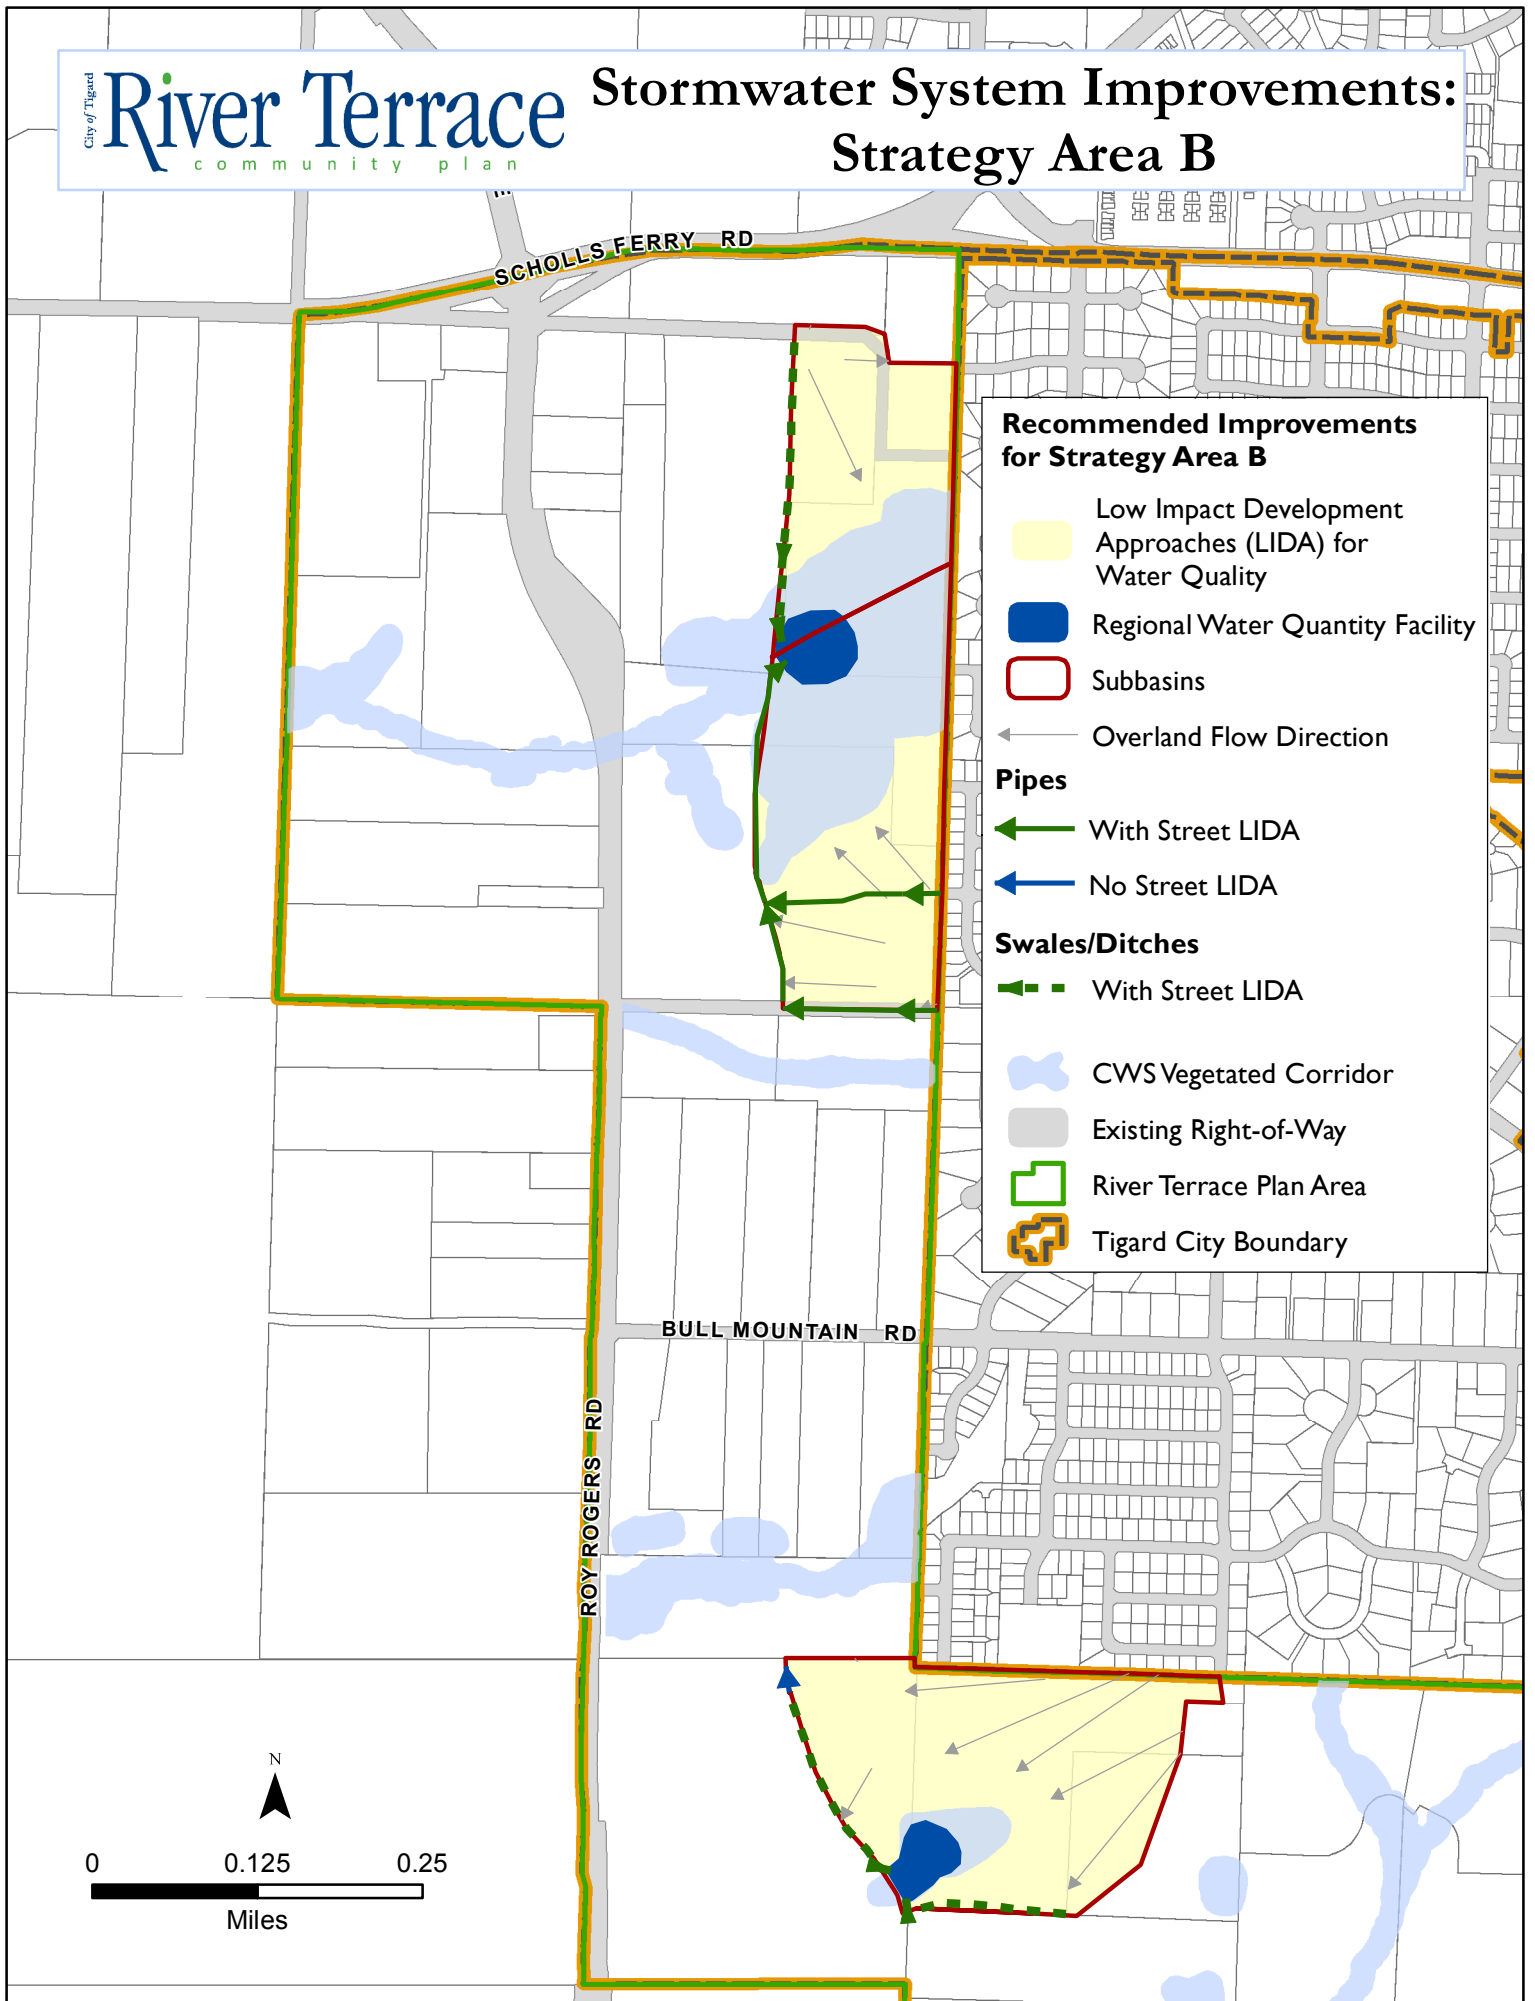 City of Tigard
River Terrace
community plan
Stormwater System Improvements:
Strategy Area B
SCHOLLS FERRY RD
Recommended Improvements
for Strategy Area B
Low Impact Development
Approaches (LIDA) for
Water Quality
Regional Water Quantity Facility
Subbasins
Overland Flow Direction
Pipes
With Street LIDA
No Street LIDA
Swales/Ditches
With Street LIDA
CWS Vegetated Corridor
Existing Right-of-Way
River Terrace Plan Area
Tigard City Boundary
BULL MOUNTAIN RD
ROY ROGERS RD
N
0 0.125 0.25
Miles